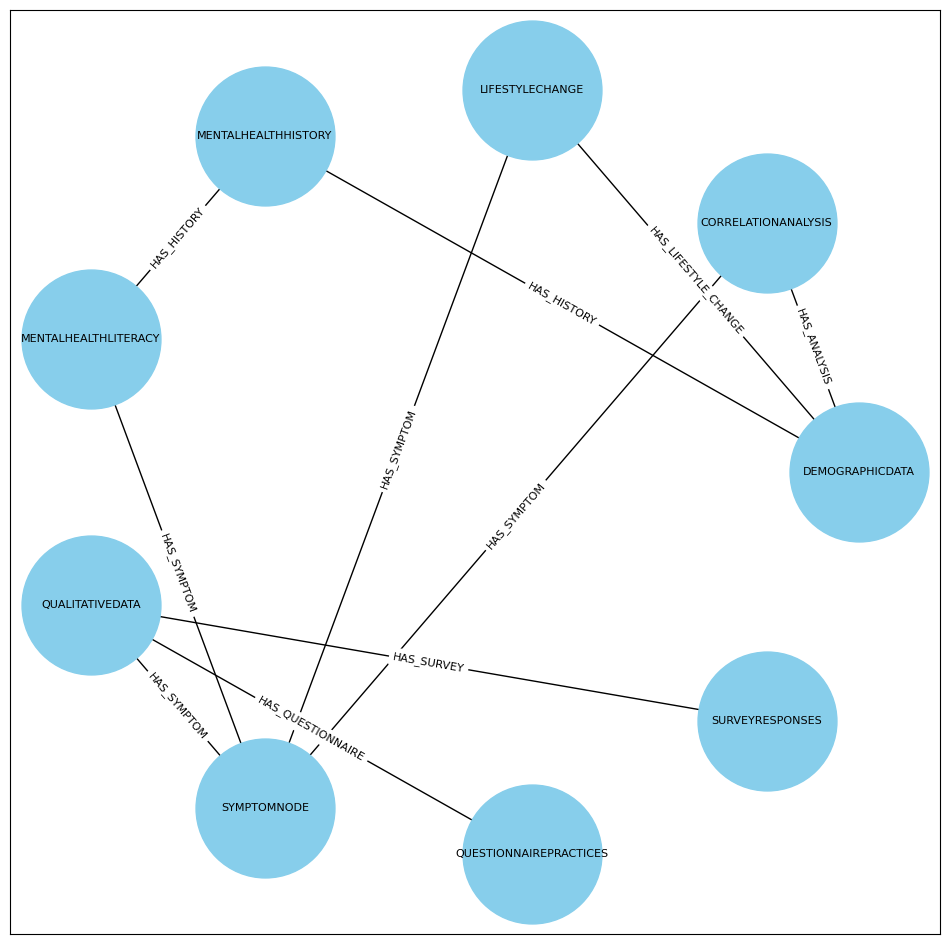 LIFESTYLECHANGE
MENTALHEALTHHISTORY
CORRELATIONANALYSIS
HAS_HISTORY
HAS_LIFESTYLE_CHANGE
HAS_HISTORY
MENTALHEALTHLITERACY
HAS_ANALYSIS
HAS_SYMPTOM
DEMOGRAPHICDATA
HAS_SYMPTOM
HAS_SYMPTOM
QUALITATIVEDATA
HAS_SURVEY
HAS_SYMPTOM
SURVEYRESPONSES
HAS_QUESTIONNAIRE
SYMPTOMNODE
QUESTIONNAIREPRACTICES